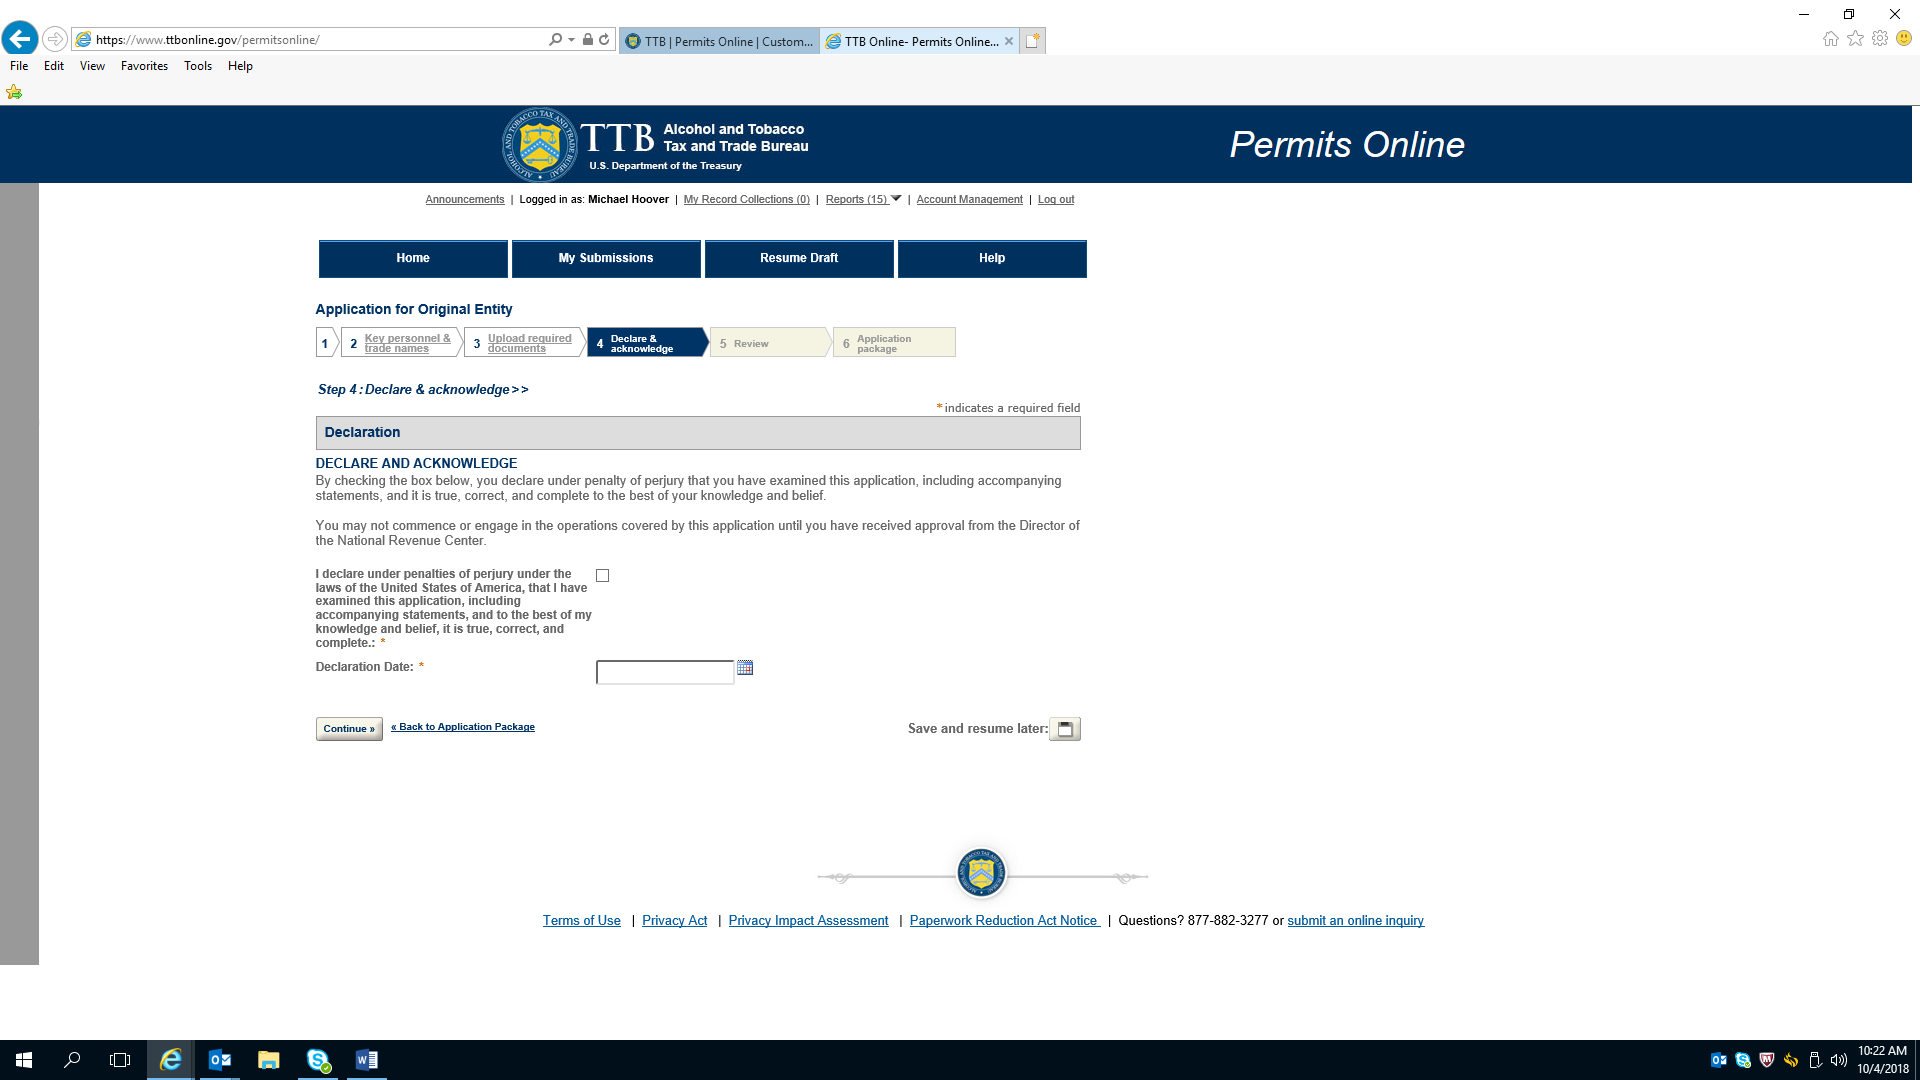 https://www.ttbonline.gov/permitsonline/
TTB | Permits Online | Custom...
TTB Online- Permits Online...
File Edit View Favorites Tools Help
TTB
Alcohol and Tobacco
Tax and Trade Bureau
U.S. Department of the Treasury
Permits Online
Announcements | Logged in as: Michael Hoover | My Record Collections (0) | Reports (15) | Account Management | Log out
Home My Submissions Resume Draft Help
Application for Original Entity
1
2 Key personnel & trade names
3 Upload required documents
4 Declare & acknowledge
5 Review
6 Application package
Step 4 : Declare & acknowledge >>
* indicates a required field
Declaration
DECLARE AND ACKNOWLEDGE
By checking the box below, you declare under penalty of perjury that you have examined this application, including accompanying
statements, and it is true, correct, and complete to the best of your knowledge and belief.
You may not commence or engage in the operations covered by this application until you have received approval from the Director of
the National Revenue Center.
I declare under penalties of perjury under the
laws of the United States of America, that I have
examined this application, including
accompanying statements, and to the best of my
knowledge and belief, it is true, correct, and
complete.: *
Declaration Date: *
Continue »
« Back to Application Package
Save and resume later:
Terms of Use | Privacy Act | Privacy Impact Assessment | Paperwork Reduction Act Notice | Questions? 877-882-3277 or submit an online inquiry
10:22 AM
10/4/2018